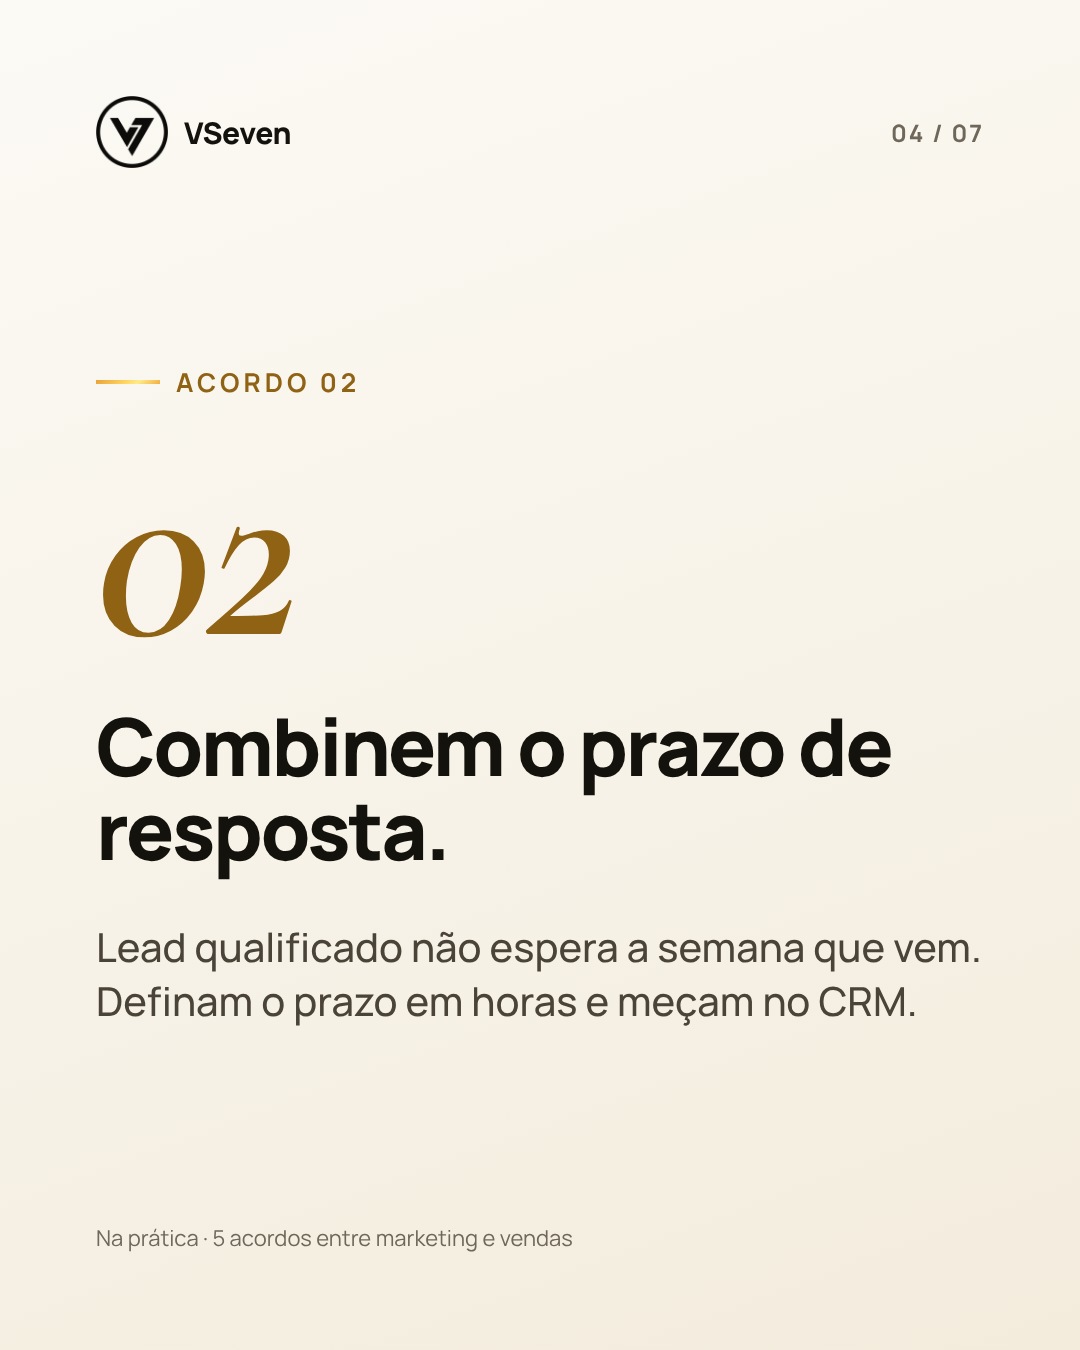 VSeven
04 / 07
ACORDO 02
02
Combinem o prazo de
resposta.
Lead qualificado não espera a semana que vem.
Definam o prazo em horas e meçam no CRM.
Na prática · 5 acordos entre marketing e vendas